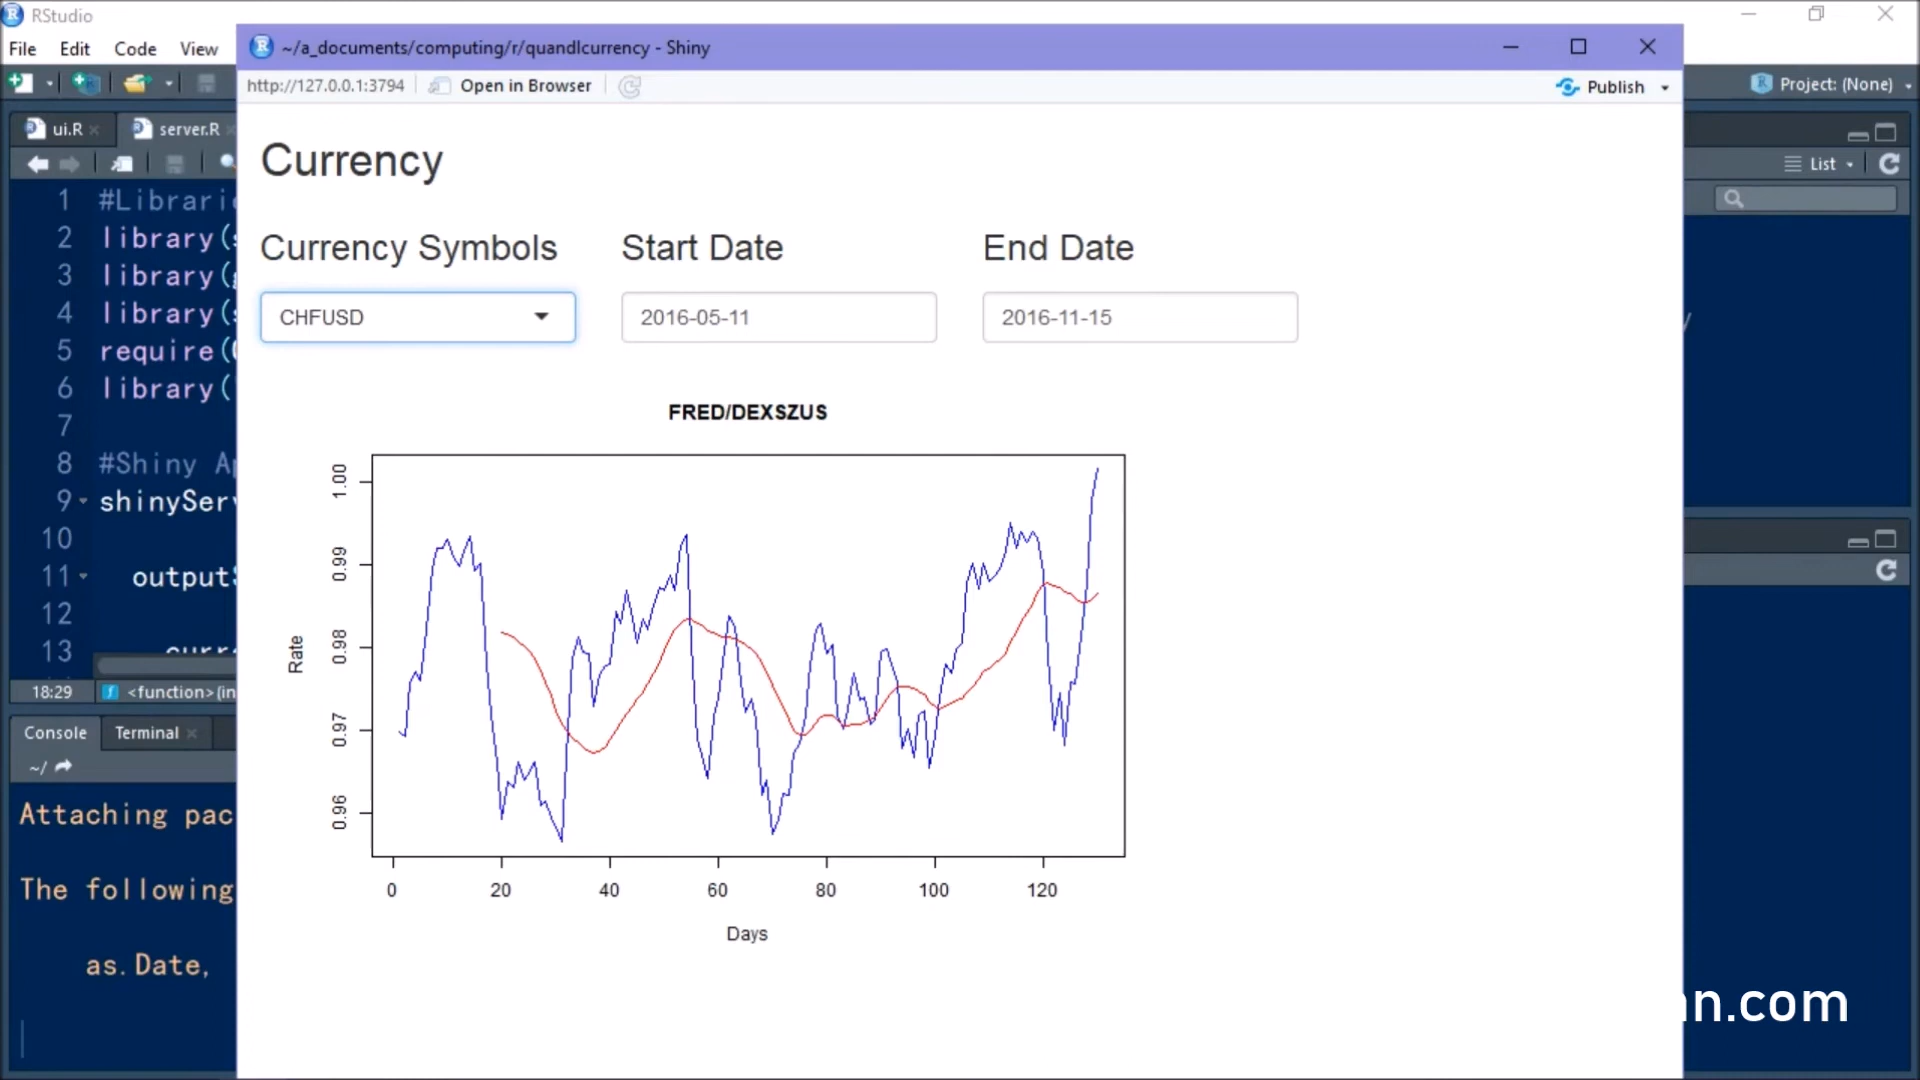 RStudio
File Edit Code View
~/a_documents/computing/r/quandlcurrency - Shiny
http://127.0.0.1:3794 Open in Browser Publish
Project: (None)
ui.R server.R
List
Currency
Currency Symbols Start Date End Date
CHFUSD 2016-05-11 2016-11-15
1 #Librari
2 library(
3 library(
4 library(
5 require(
6 library(
7
8 #Shiny A
9 shinySer
10
11 output
12
13
18:29 <function>(in
Console Terminal
~/
Attaching pac
The following
as.Date,
FRED/DEXSZUS
Rate
1.00
0.99
0.98
0.97
0.96
0 20 40 60 80 100 120
Days
n.com